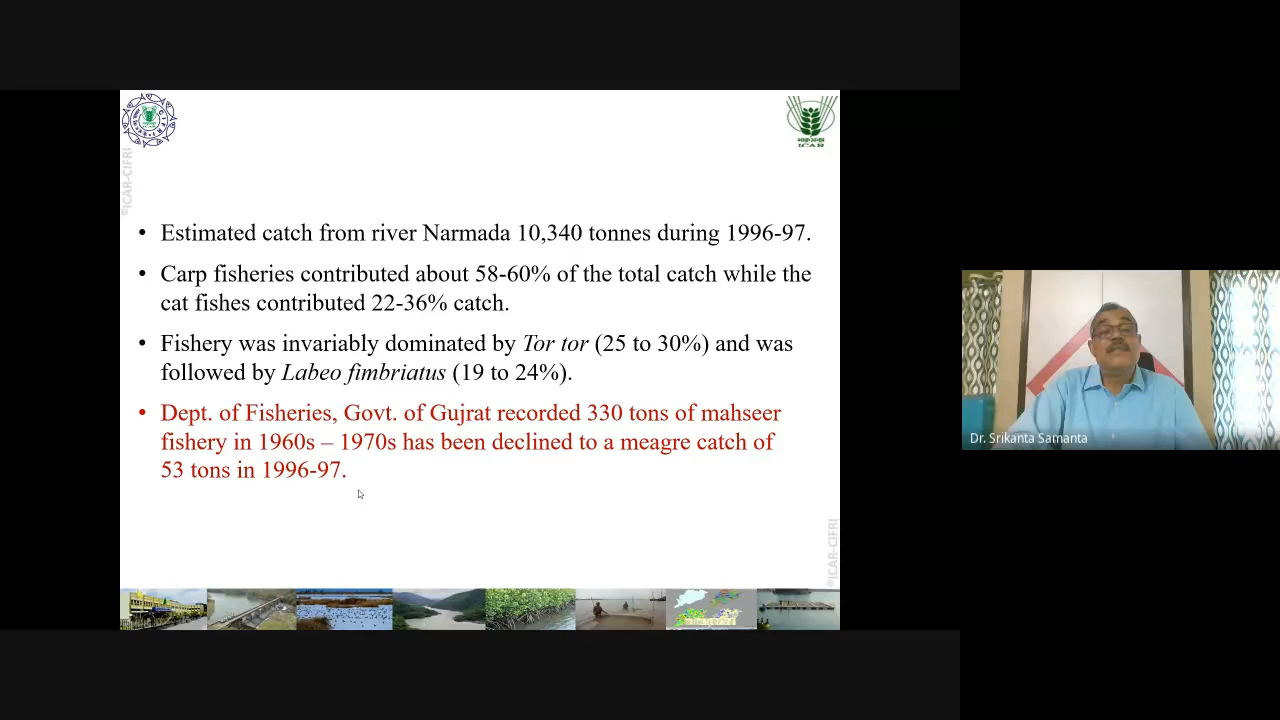 ICAR
©ICAR-CIFRI
• Estimated catch from river Narmada 10,340 tonnes during 1996-97.
• Carp fisheries contributed about 58-60% of the total catch while the
cat fishes contributed 22-36% catch.
• Fishery was invariably dominated by Tor tor (25 to 30%) and was
followed by Labeo fimbriatus (19 to 24%).
• Dept. of Fisheries, Govt. of Gujrat recorded 330 tons of mahseer
fishery in 1960s – 1970s has been declined to a meagre catch of
53 tons in 1996-97.
©ICAR-CIFRI
Dr. Srikanta Samanta